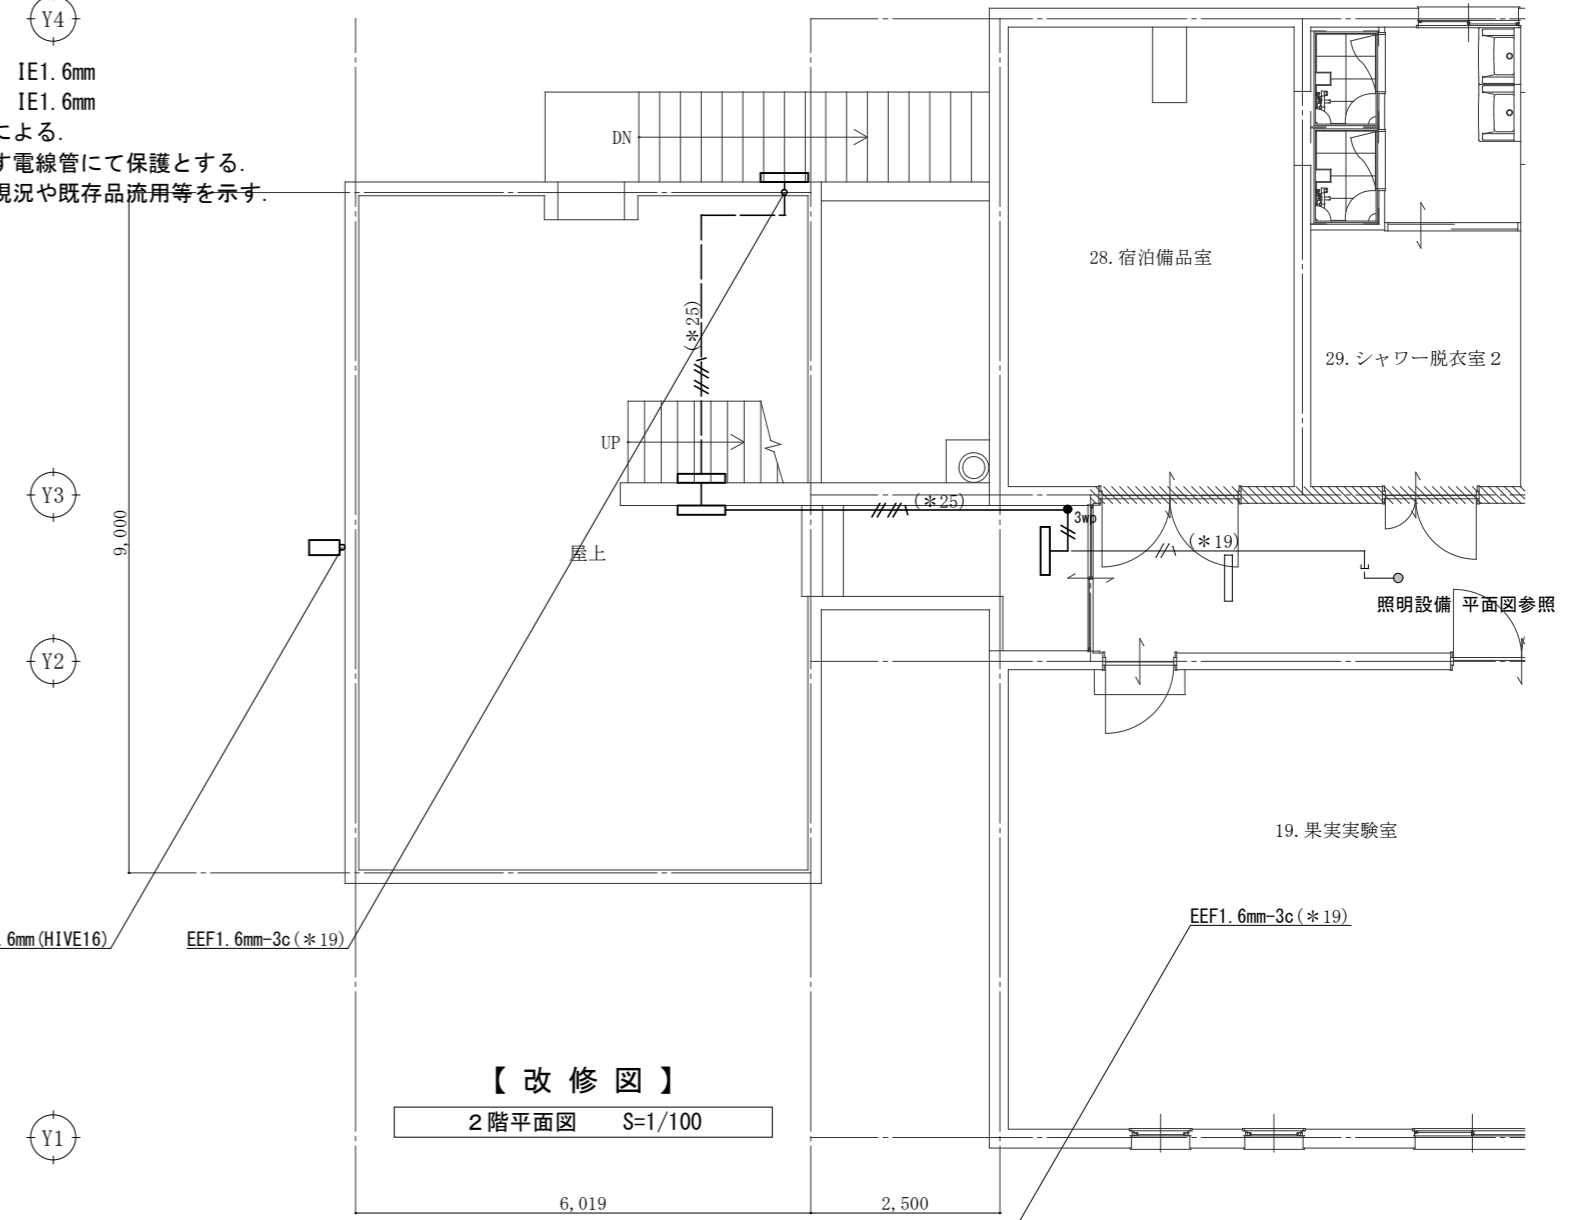 Y4
IE1.6mm
IE1.6mm
による.
す電線管にて保護とする.
現況や既存品流用等を示す.
DN
28.宿泊備品室
(＊25)
29.シャワー脱衣室２
UP
Y3
(＊25)
3wp
9,000
屋上
(＊19)
照明設備 平面図参照
Y2
19.果実実験室
EEF1.6mm-3c(＊19)
.6mm(HIVE16)
EEF1.6mm-3c(＊19)
【 改 修 図 】
２階平面図 S=1/100
Y1
6,019
2,500